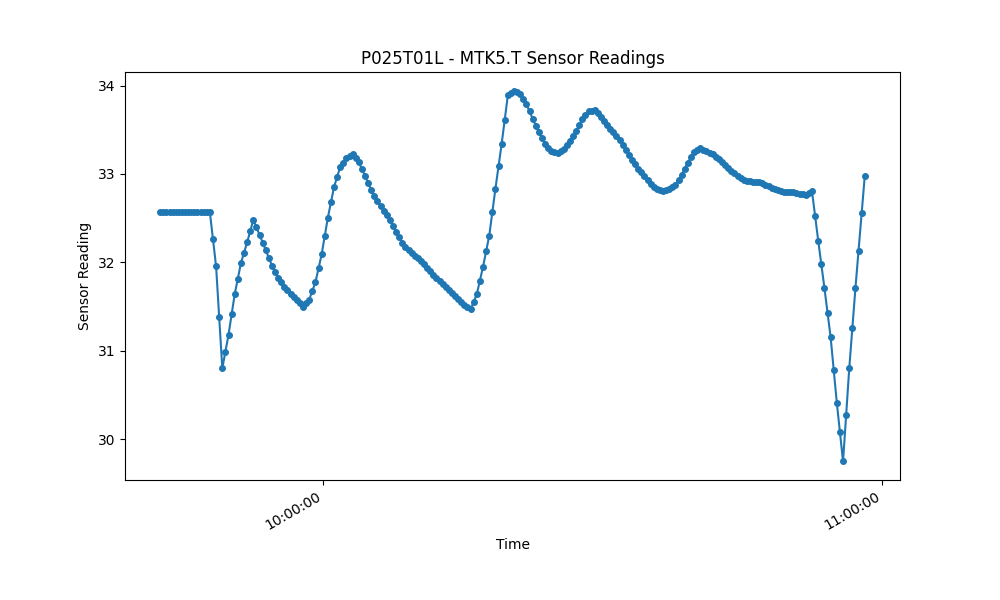 P025T01L - MTK5.T Sensor Readings
34
33
32
31
30
Sensor Reading
10:00:00
11:00:00
Time